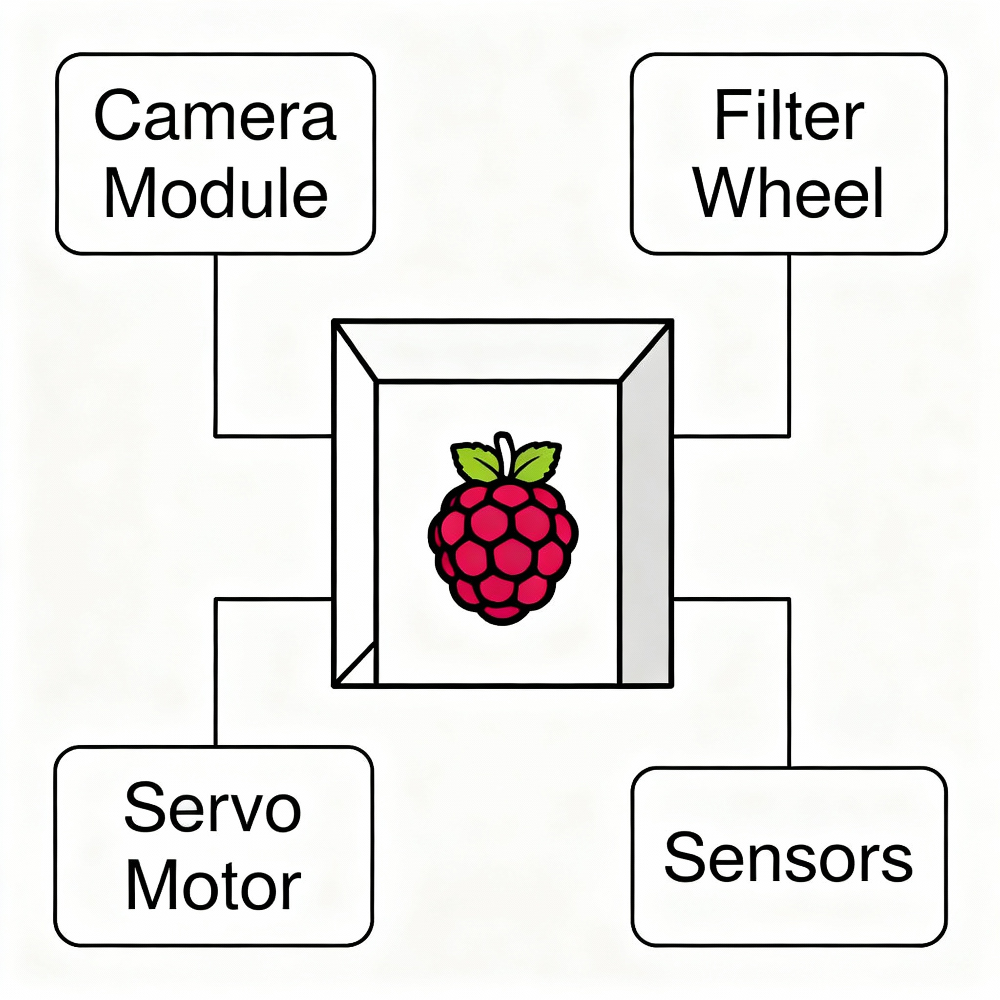 Camera
Module
Filter
Wheel
Servo
Motor
Sensors